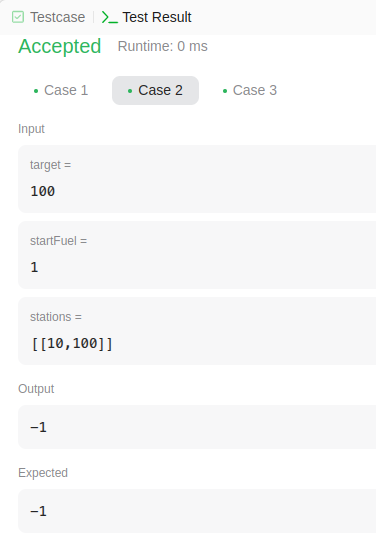 Testcase Test Result
Accepted Runtime: 0 ms
Case 1 Case 2 Case 3
Input
target =
100
startFuel =
1
stations =
[[10,100]]
Output
-1
Expected
-1